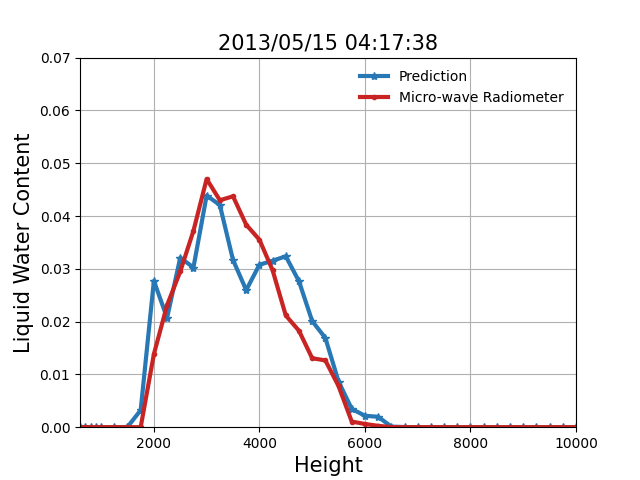 2013/05/15 04:17:38
0.07
0.06
0.05
0.04
0.03
0.02
0.01
0.00
Liquid Water Content
Prediction
Micro-wave Radiometer
2000 4000 6000 8000 10000
Height